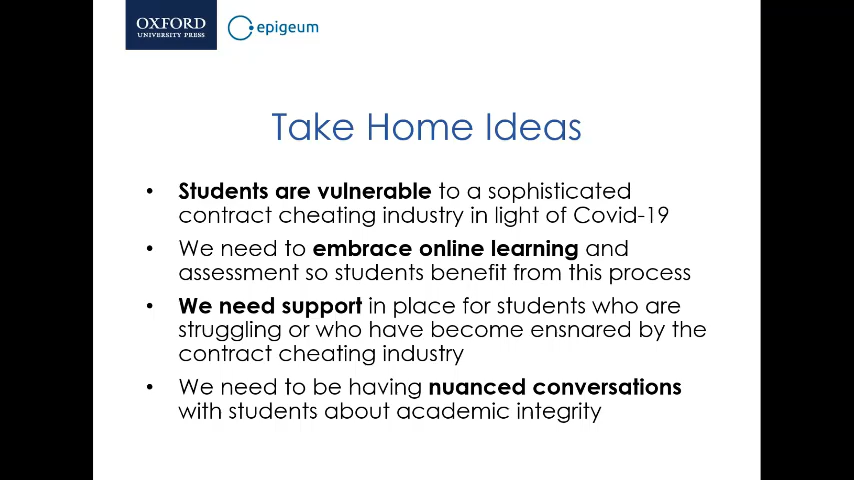 OXFORD
UNIVERSITY PRESS
epigeum
Take Home Ideas
• Students are vulnerable to a sophisticated
contract cheating industry in light of Covid-19
• We need to embrace online learning and
assessment so students benefit from this process
• We need support in place for students who are
struggling or who have become ensnared by the
contract cheating industry
• We need to be having nuanced conversations
with students about academic integrity